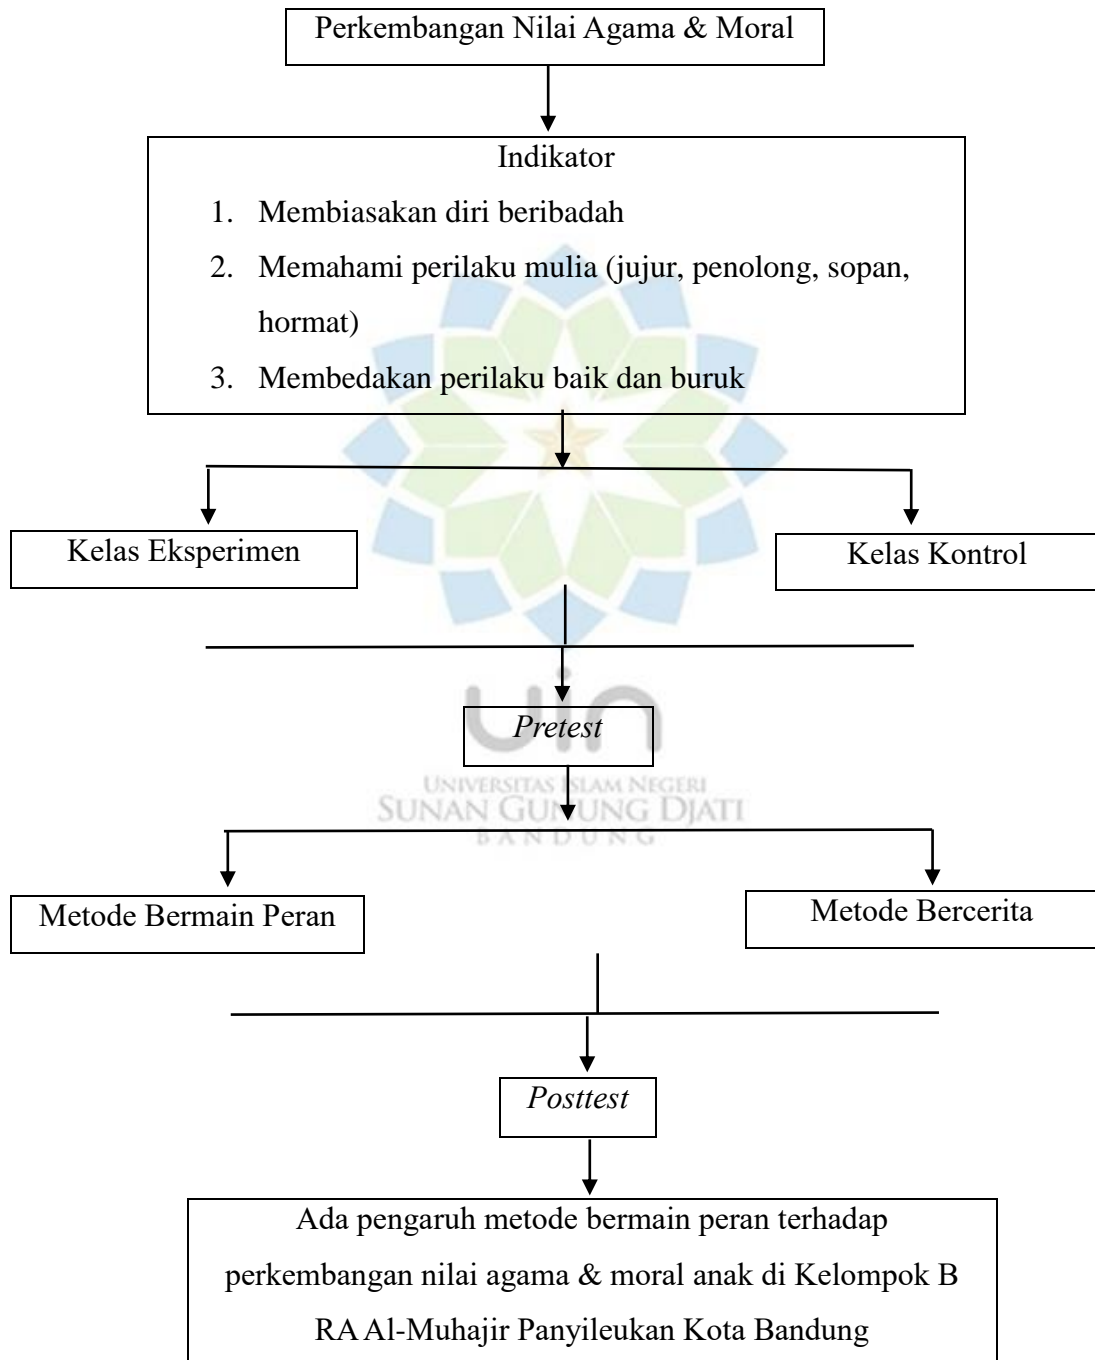 Perkembangan Nilai Agama & Moral
Indikator
1. Membiasakan diri beribadah
2. Memahami perilaku mulia (jujur, penolong, sopan,
hormat)
3. Membedakan perilaku baik dan buruk
Kelas Eksperimen
Kelas Kontrol
uin
Pretest
UNIVERSITAS ISLAM NEGERI
SUNAN GUNUNG DJATI
BANDUNG
Metode Bermain Peran
Metode Bercerita
Posttest
Ada pengaruh metode bermain peran terhadap
perkembangan nilai agama & moral anak di Kelompok B
RA Al-Muhajir Panyileukan Kota Bandung